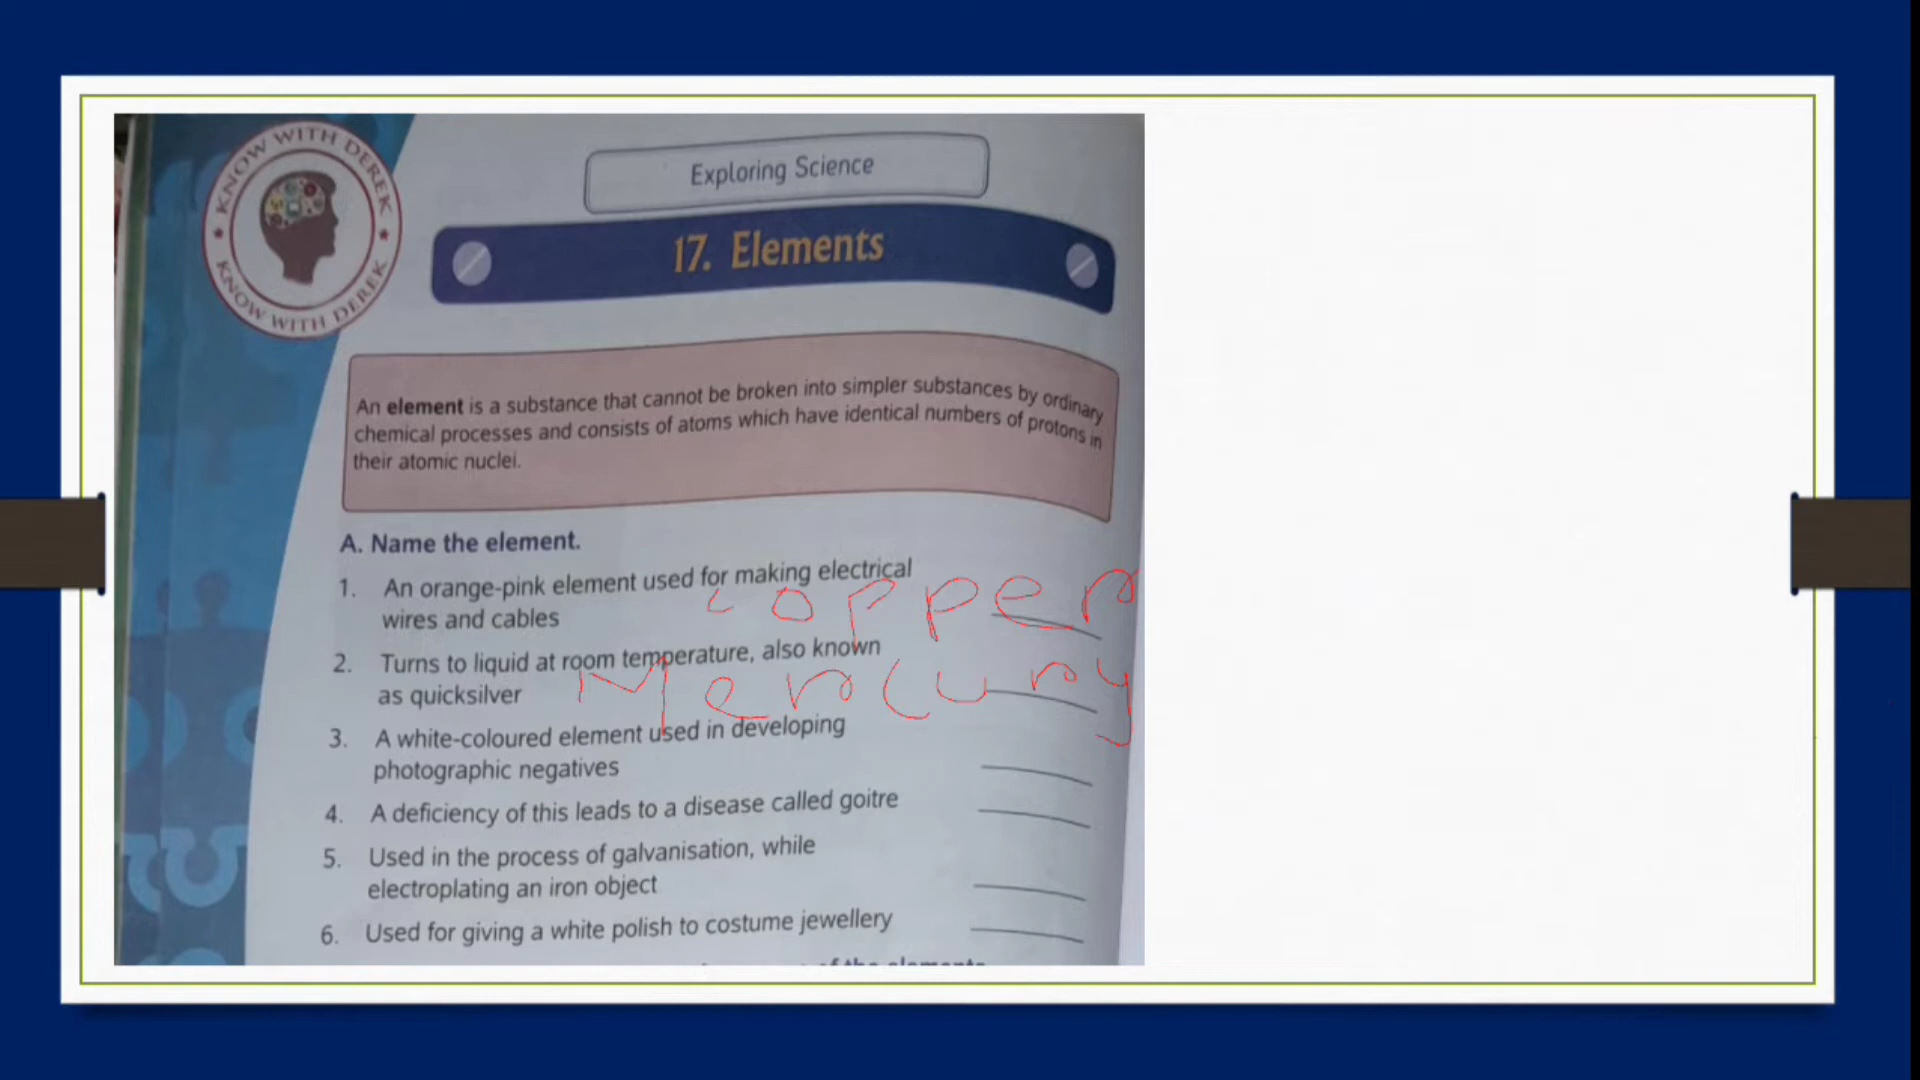 KNOW WITH DEREK
KNOW WITH DEREK
Exploring Science
17. Elements
An element is a substance that cannot be broken into simpler substances by ordinary
chemical processes and consists of atoms which have identical numbers of protons in
their atomic nuclei.
A. Name the element.
1. An orange-pink element used for making electrical
wires and cables
copper
2. Turns to liquid at room temperature, also known
as quicksilver
Mercury
3. A white-coloured element used in developing
photographic negatives
4. A deficiency of this leads to a disease called goitre
5. Used in the process of galvanisation, while
electroplating an iron object
6. Used for giving a white polish to costume jewellery
of the elements